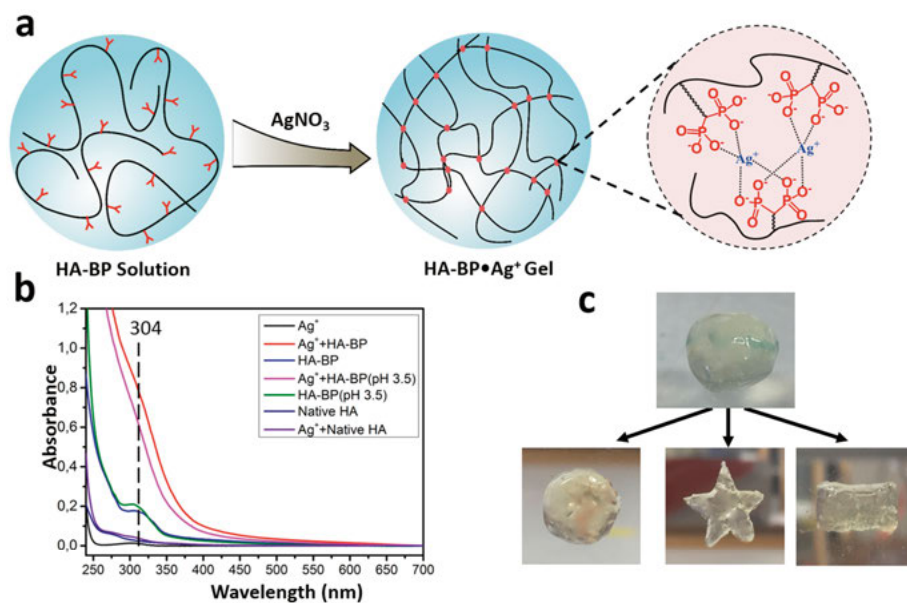 a
AgNO3
HA-BP Solution
HA-BP•Ag+ Gel
O
O-
P
O-
O-
P
O-
O
O-
P
O
O-
O-
P
O
O-
Ag+
Ag+
O-
O-
O-
P
P
O-
O
O
b
1,2
1,0
0,8
0,6
0,4
0,2
0,0
Absorbance
304
Ag+
Ag++HA-BP
HA-BP
Ag++HA-BP(pH 3.5)
HA-BP(pH 3.5)
Native HA
Ag++Native HA
250 300 350 400 450 500 550 600 650 700
Wavelength (nm)
c